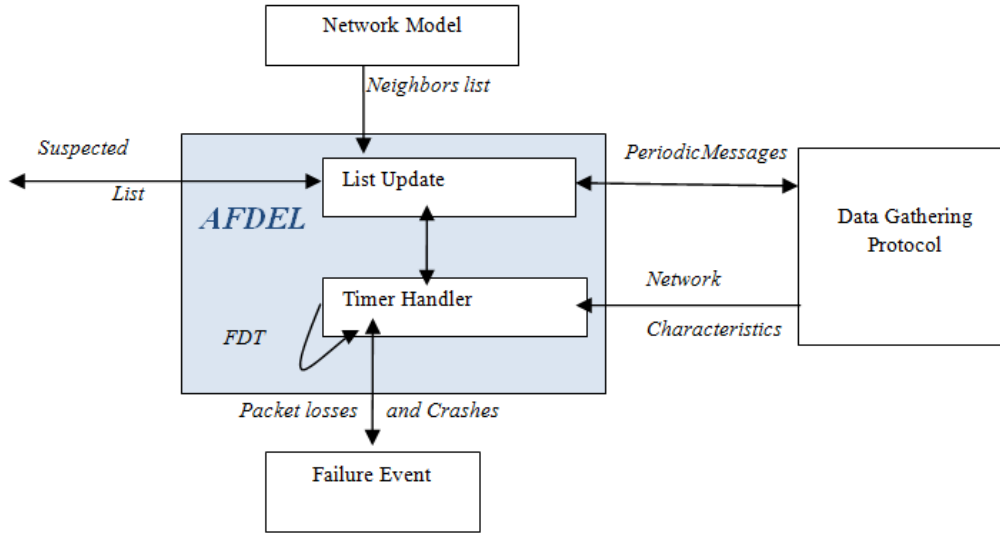 Network Model
Neighbors list
Suspected
List
List Update
PeriodicMessages
AFDEL
Data Gathering
Protocol
Timer Handler
Network
Characteristics
FDT
Packet losses and Crashes
Failure Event